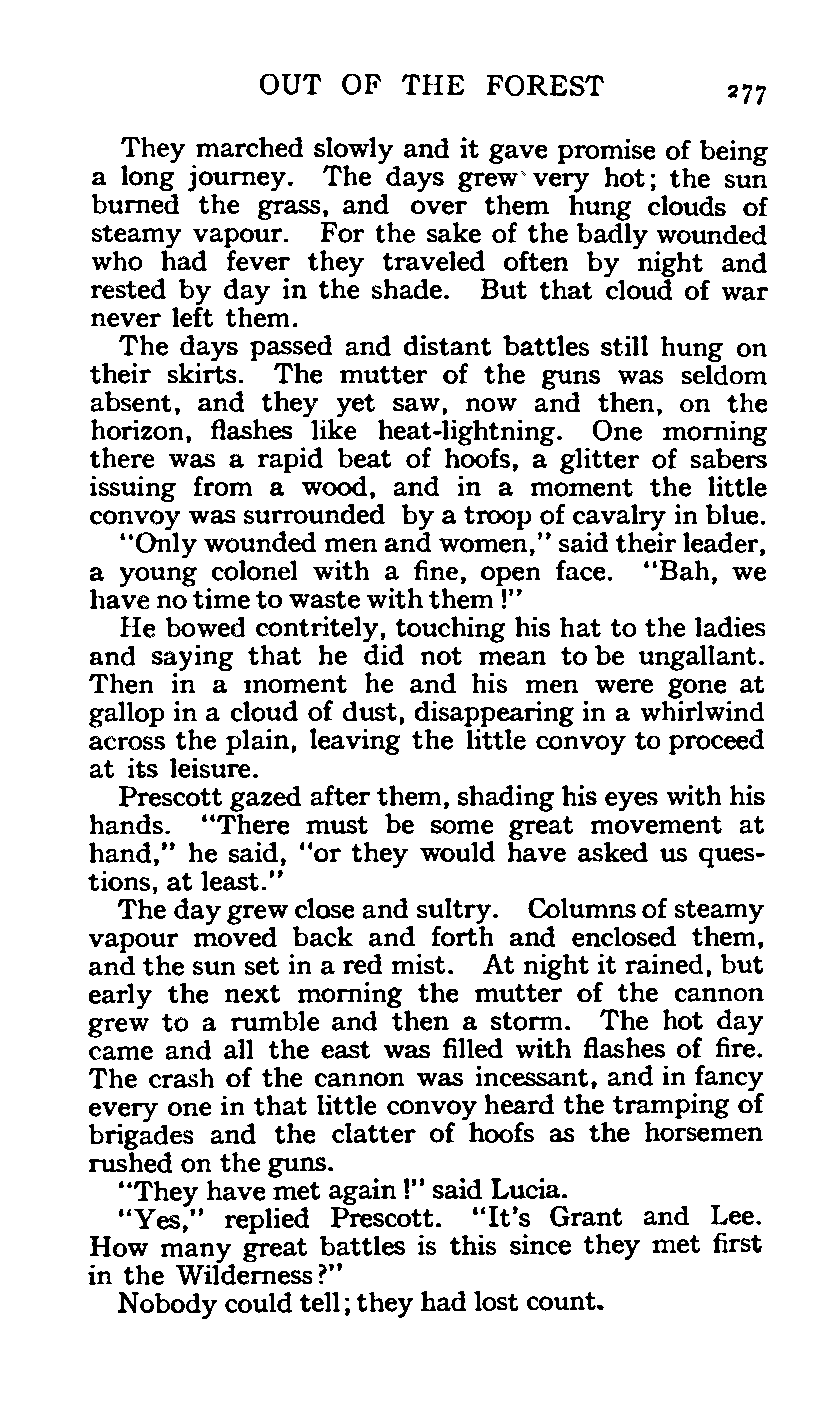 OUT OF THE FOREST 277
They marched slowly and it gave promise of being
a long journey. The days grew very hot; the sun
burned the grass, and over them hung clouds of
steamy vapour. For the sake of the badly wounded
who had fever they traveled often by night and
rested by day in the shade. But that cloud of war
never left them.
The days passed and distant battles still hung on
their skirts. The mutter of the guns was seldom
absent, and they yet saw, now and then, on the
horizon, flashes like heat-lightning. One morning
there was a rapid beat of hoofs, a glitter of sabers
issuing from a wood, and in a moment the little
convoy was surrounded by a troop of cavalry in blue.
"Only wounded men and women," said their leader,
a young colonel with a fine, open face. "Bah, we
have no time to waste with them!"
He bowed contritely, touching his hat to the ladies
and saying that he did not mean to be ungallant.
Then in a moment he and his men were gone at
gallop in a cloud of dust, disappearing in a whirlwind
across the plain, leaving the little convoy to proceed
at its leisure.
Prescott gazed after them, shading his eyes with his
hands. "There must be some great movement at
hand," he said, "or they would have asked us ques-
tions, at least."
The day grew close and sultry. Columns of steamy
vapour moved back and forth and enclosed them,
and the sun set in a red mist. At night it rained, but
early the next morning the mutter of the cannon
grew to a rumble and then a storm. The hot day
came and all the east was filled with flashes of fire.
The crash of the cannon was incessant, and in fancy
every one in that little convoy heard the tramping of
brigades and the clatter of hoofs as the horsemen
rushed on the guns.
"They have met again!" said Lucia.
"Yes," replied Prescott. "It's Grant and Lee.
How many great battles is this since they met first
in the Wilderness?"
Nobody could tell; they had lost count.